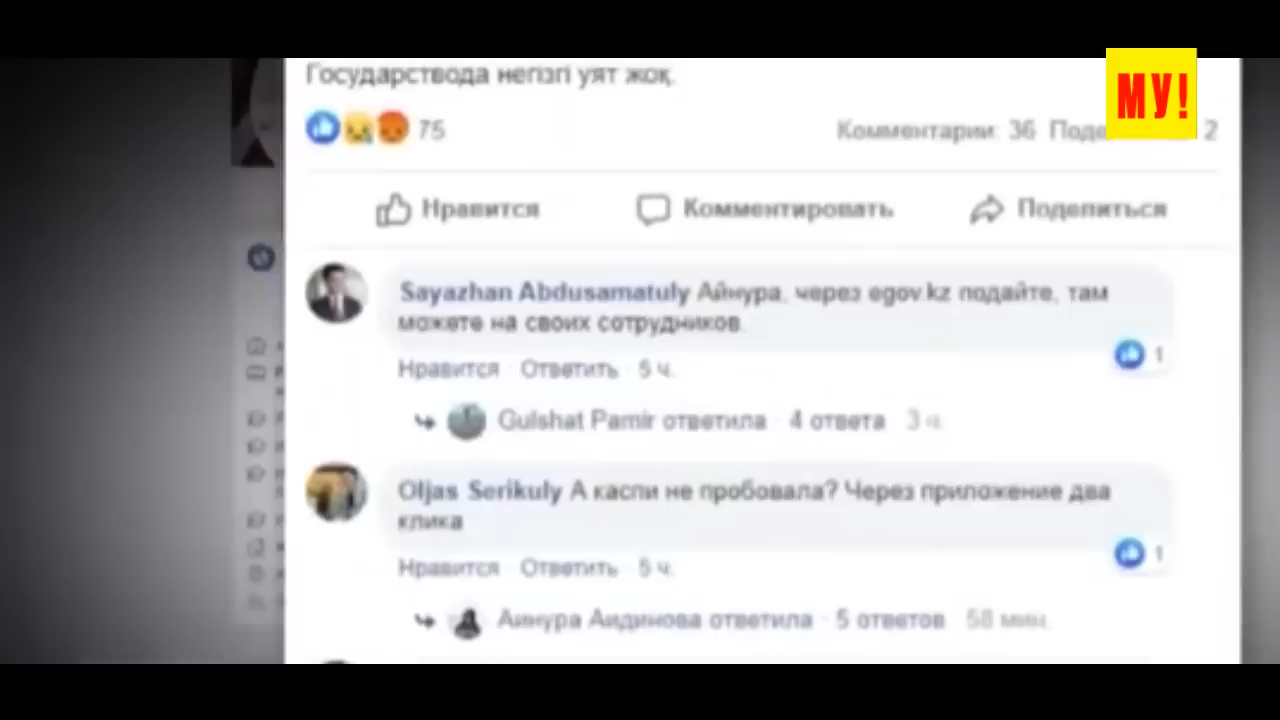 МУ!
Государствода негізгі уят жоқ.
75
Комментарии: 36 2
Нравится Комментировать Поделиться
Sayazhan Abdusamatuly Айнура, через egov.kz подайте, там
можете на своих сотрудников.
1
Нравится · Ответить · 5 ч.
Gulshat Pamir ответила · 4 ответа 3 ч.
Oljas Serikuly А каспи не пробовала? Через приложение два
клика
1
Нравится · Ответить · 5 ч.
Айнура Айдинова ответила · 5 ответов 58 мин.